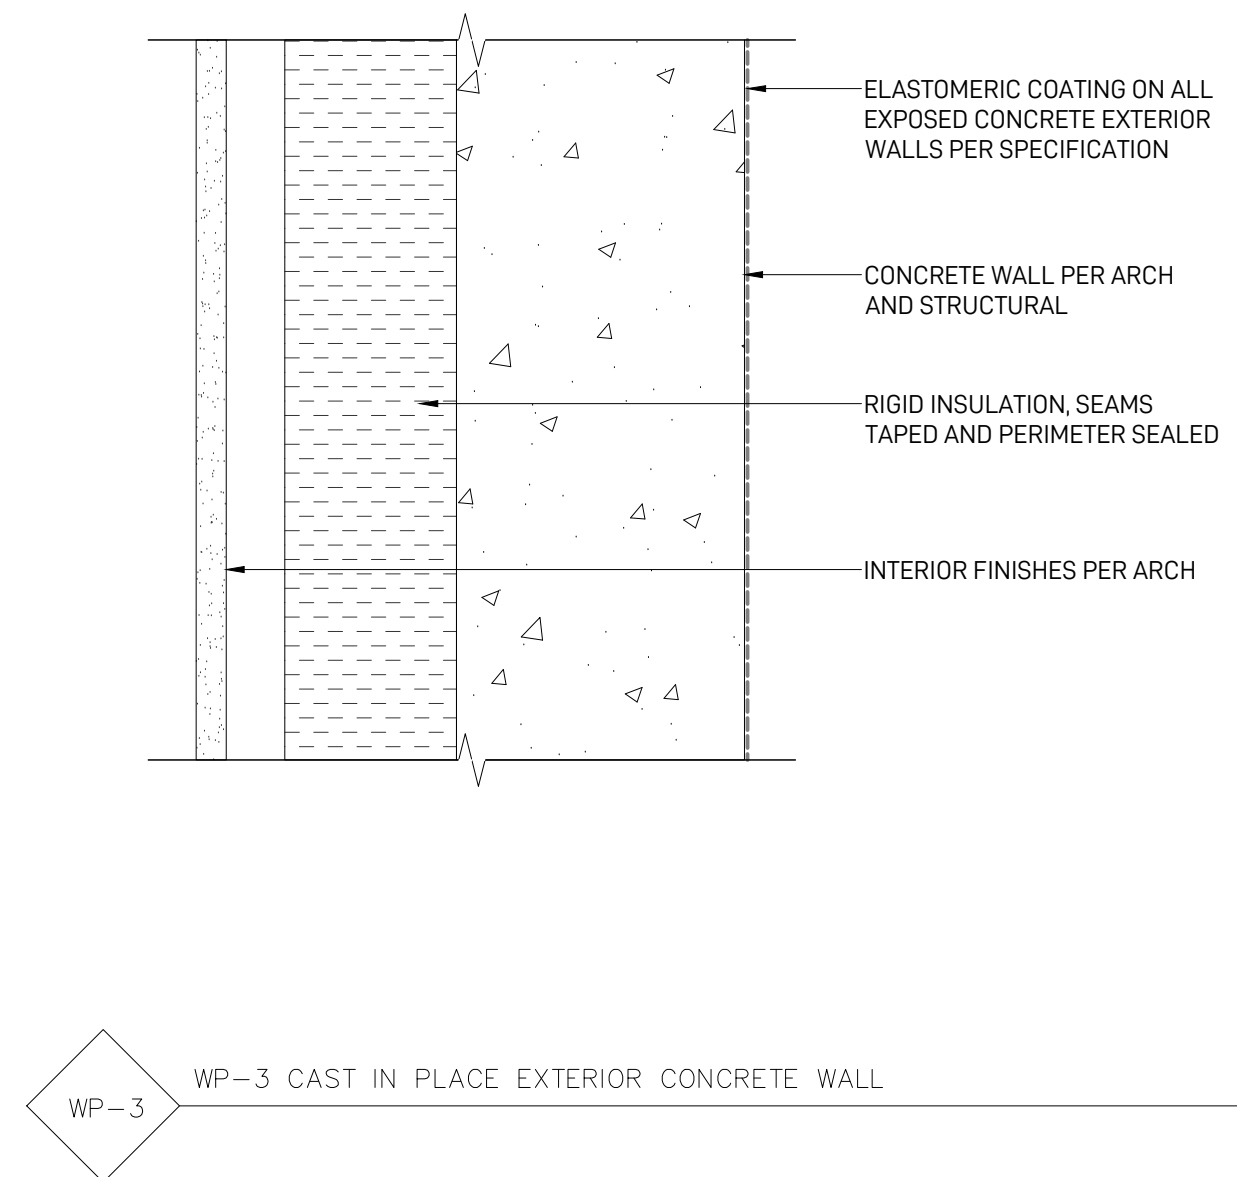 ELASTOMERIC COATING ON ALL
EXPOSED CONCRETE EXTERIOR
WALLS PER SPECIFICATION
CONCRETE WALL PER ARCH
AND STRUCTURAL
RIGID INSULATION, SEAMS
TAPED AND PERIMETER SEALED
INTERIOR FINISHES PER ARCH
WP-3 CAST IN PLACE EXTERIOR CONCRETE WALL
WP-3